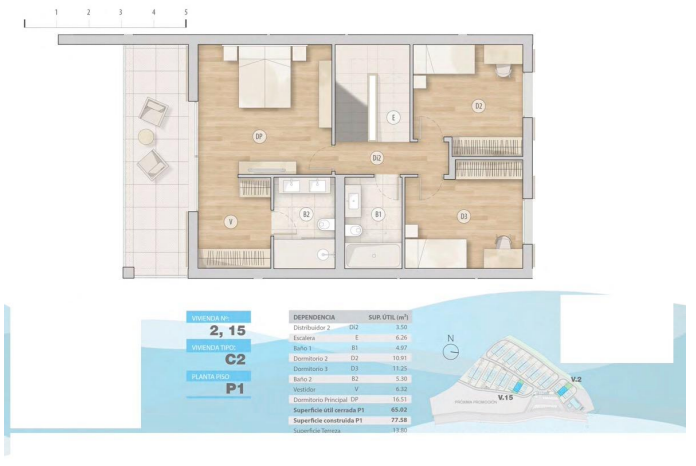 1 2 3 4 5
DP
E
D2
Di2
V
B2
B1
D3
VIVIENDA Nº:
2, 15
VIVIENDA TIPO:
C2
PLANTA PISO
P1
DEPENDENCIA SUP. ÚTIL (m²)
Distribuidor 2 Di2 3.50
Escalera E 6.26
Baño 1 B1 4.97
Dormitorio 2 D2 10.91
Dormitorio 3 D3 11.25
Baño 2 B2 5.30
Vestidor V 6.32
Dormitorio Principal DP 16.51
Superficie útil cerrada P1 65.02
Superficie construida P1 77.58
Superficie Terraza 13.80
N
V.2
V.15
PRÓXIMA PROMOCIÓN